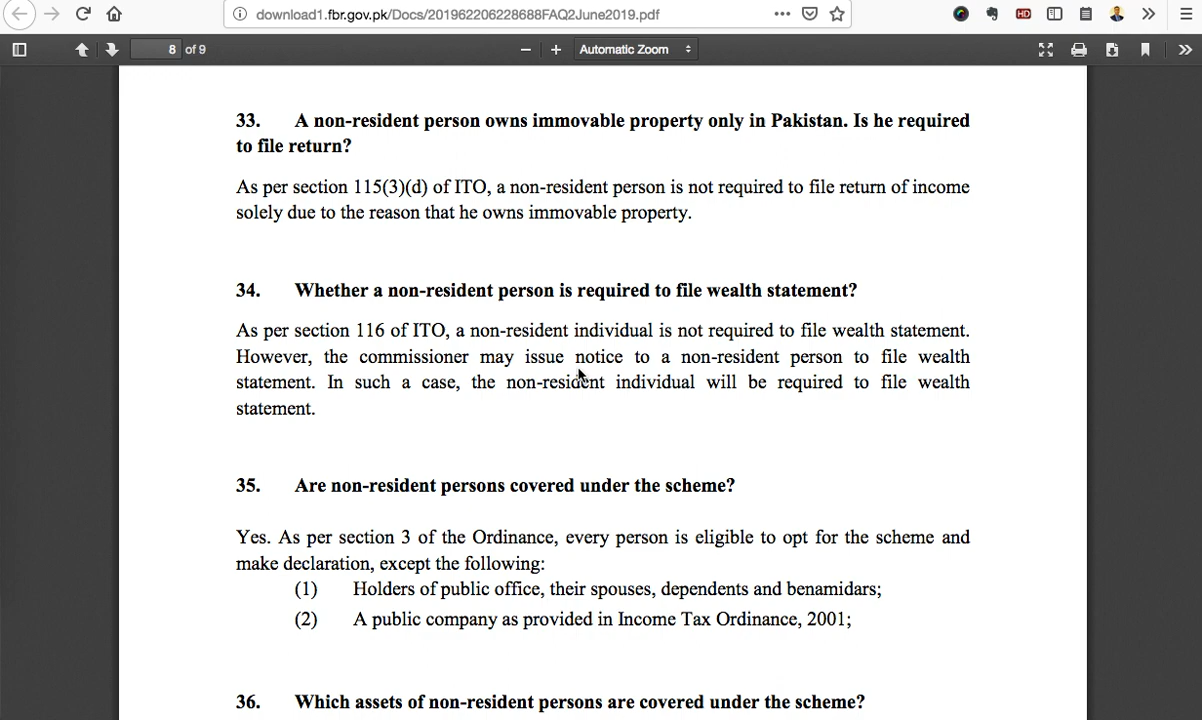 download1.fbr.gov.pk/Docs/201962206228688FAQ2June2019.pdf
HD
8 of 9
Automatic Zoom
33. A non-resident person owns immovable property only in Pakistan. Is he required
to file return?
As per section 115(3)(d) of ITO, a non-resident person is not required to file return of income
solely due to the reason that he owns immovable property.
34. Whether a non-resident person is required to file wealth statement?
As per section 116 of ITO, a non-resident individual is not required to file wealth statement.
However, the commissioner may issue notice to a non-resident person to file wealth
statement. In such a case, the non-resident individual will be required to file wealth
statement.
35. Are non-resident persons covered under the scheme?
Yes. As per section 3 of the Ordinance, every person is eligible to opt for the scheme and
make declaration, except the following:
(1) Holders of public office, their spouses, dependents and benamidars;
(2) A public company as provided in Income Tax Ordinance, 2001;
36. Which assets of non-resident persons are covered under the scheme?